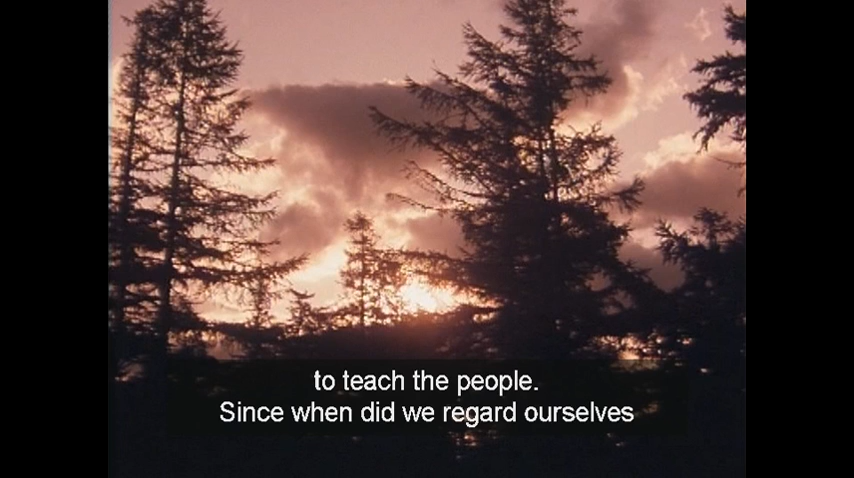 to teach the people.
Since when did we regard ourselves